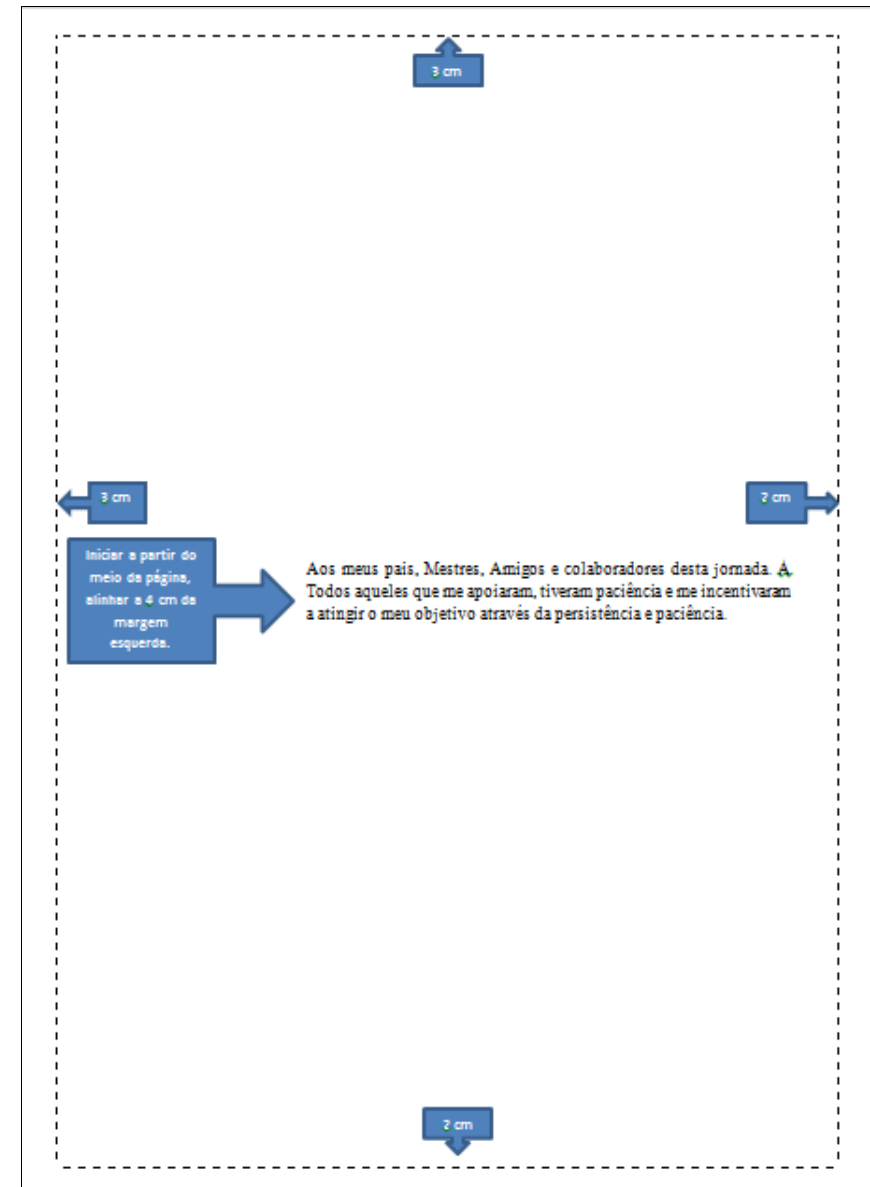 3 cm
3 cm
2 cm
Iniciar a partir do
meio da página,
alinhar a 4 cm da
margem
esquerda.
Aos meus pais, Mestres, Amigos e colaboradores desta jornada. A
Todos aqueles que me apoiaram, tiveram paciência e me incentivaram
a atingir o meu objetivo através da persistência e paciência.
2 cm